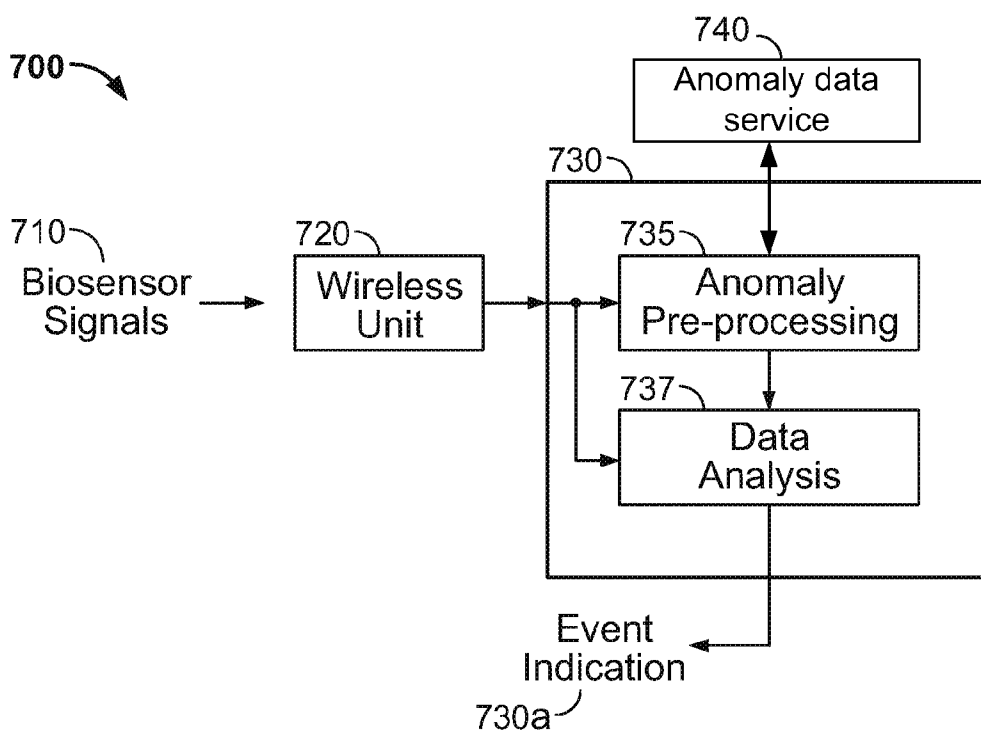 740
700
Anomaly data
service
730
710
Biosensor
Signals
720
Wireless
Unit
735
Anomaly
Pre-processing
737
Data
Analysis
Event
Indication
730a